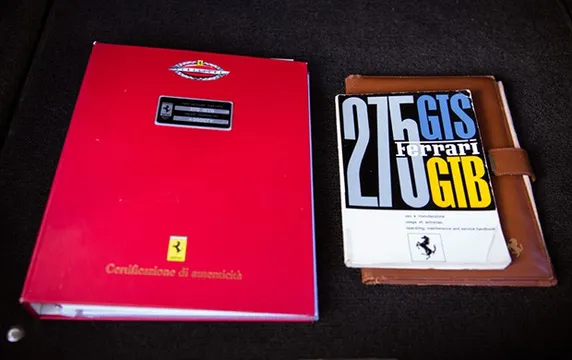 Certificazione di autenticità
275 GTS
Ferrari
GTB
uso e manutenzione
usage et entretien
operating, maintenance and service handbook